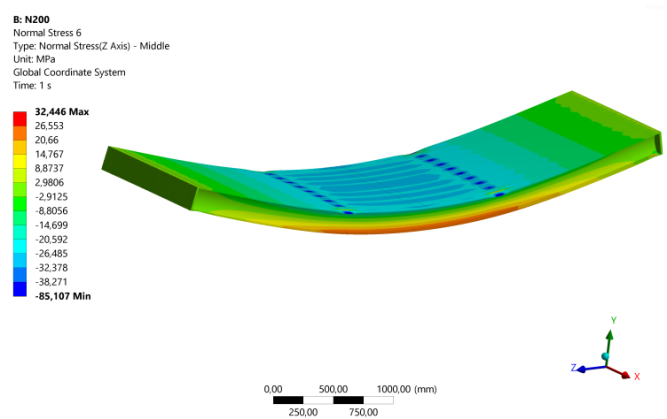 B: N200
Normal Stress 6
Type: Normal Stress(Z Axis) - Middle
Unit: MPa
Global Coordinate System
Time: 1 s
32,446 Max
26,553
20,66
14,767
8,8737
2,9806
-2,9125
-8,8056
-14,699
-20,592
-26,485
-32,378
-38,271
-85,107 Min
Y
Z
X
0,00 500,00 1000,00 (mm)
250,00 750,00